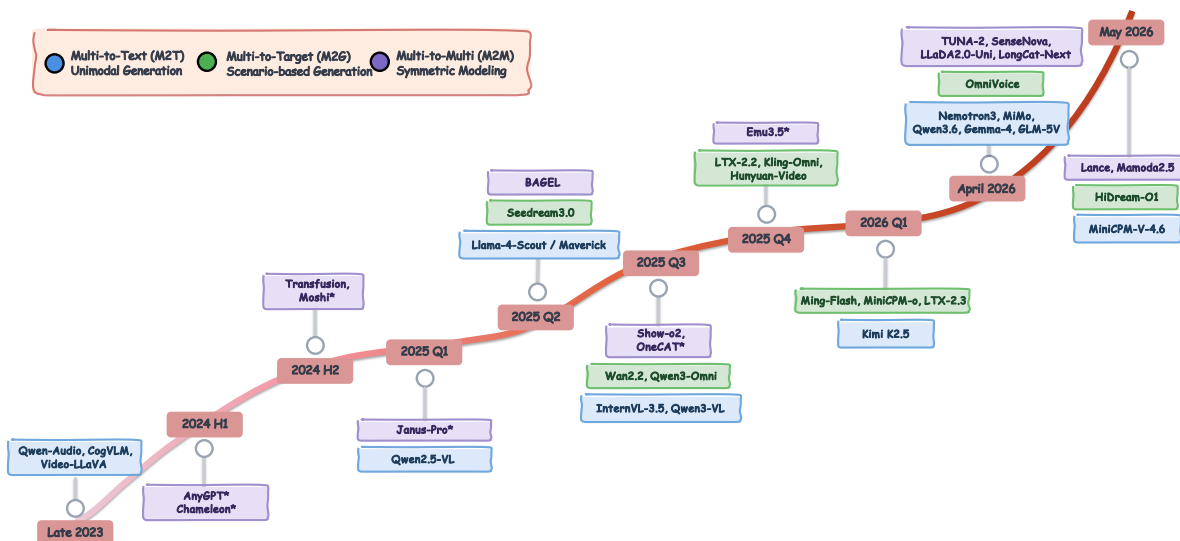 Multi-to-Text (M2T)
Unimodal Generation
Multi-to-Target (M2G)
Scenario-based Generation
Multi-to-Multi (M2M)
Symmetric Modeling
Qwen-Audio, CogVLM,
Video-LLaVA
Late 2023
2024 H1
AnyGPT*
Chameleon*
Transfusion,
Moshi*
2024 H2
2025 Q1
Janus-Pro*
Qwen2.5-VL
BAGEL
Seedream3.0
Llama-4-Scout / Maverick
2025 Q2
2025 Q3
Show-o2,
OneCAT*
Wan2.2, Qwen3-Omni
InternVL-3.5, Qwen3-VL
Emu3.5*
LTX-2.2, Kling-Omni,
Hunyuan-Video
2025 Q4
2026 Q1
Ming-Flash, MiniCPM-o, LTX-2.3
Kimi K2.5
TUNA-2, SenseNova,
LLaDA2.0-Uni, LongCat-Next
OmniVoice
Nemotron3, MiMo,
Qwen3.6, Gemma-4, GLM-5V
April 2026
May 2026
Lance, Mamoda2.5
HiDream-O1
MiniCPM-V-4.6